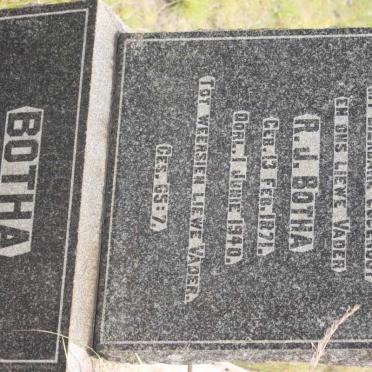 BOTHA
EN ONS LIEWE VADER
R. J. BOTHA
GEB. 13 FEB. 1871.
OORL. 1 JUNIE 1940.
TOT WEERSIENS LIEWE VADER.
GES. 65:7